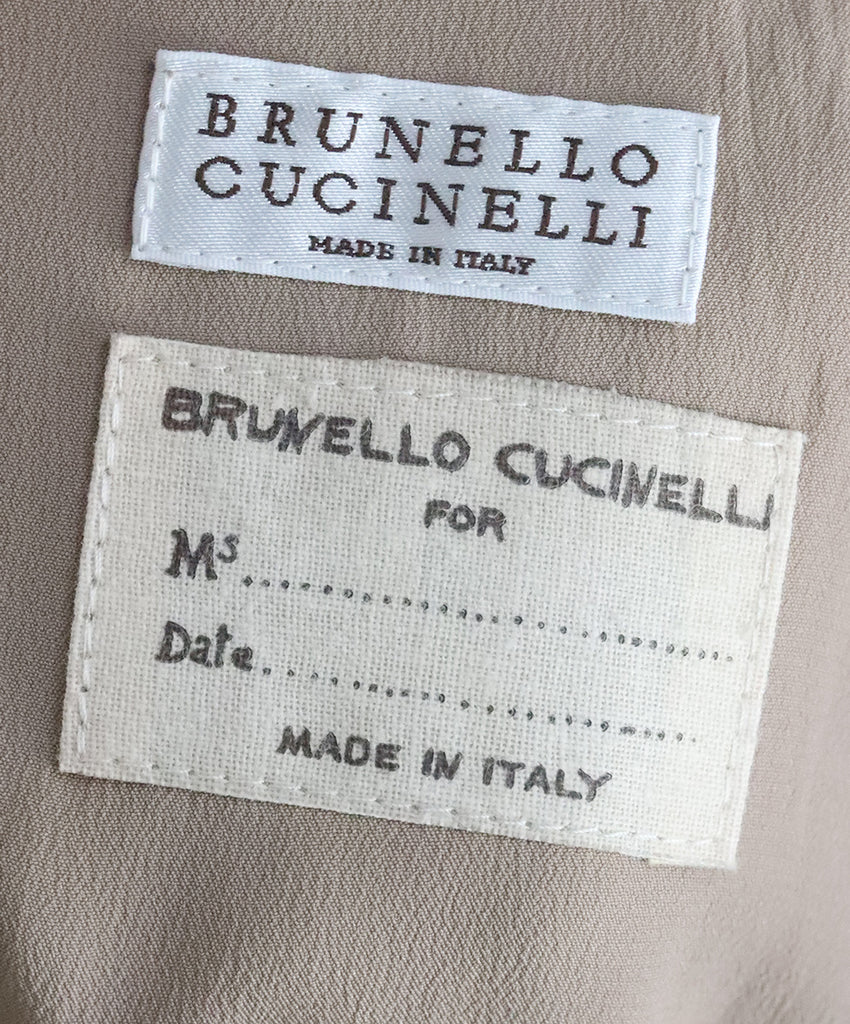 BRUNELLO
CUCINELLI
MADE IN ITALY
BRUNELLO CUCINELLI
FOR
Ms........................................
Date....................................
MADE IN ITALY